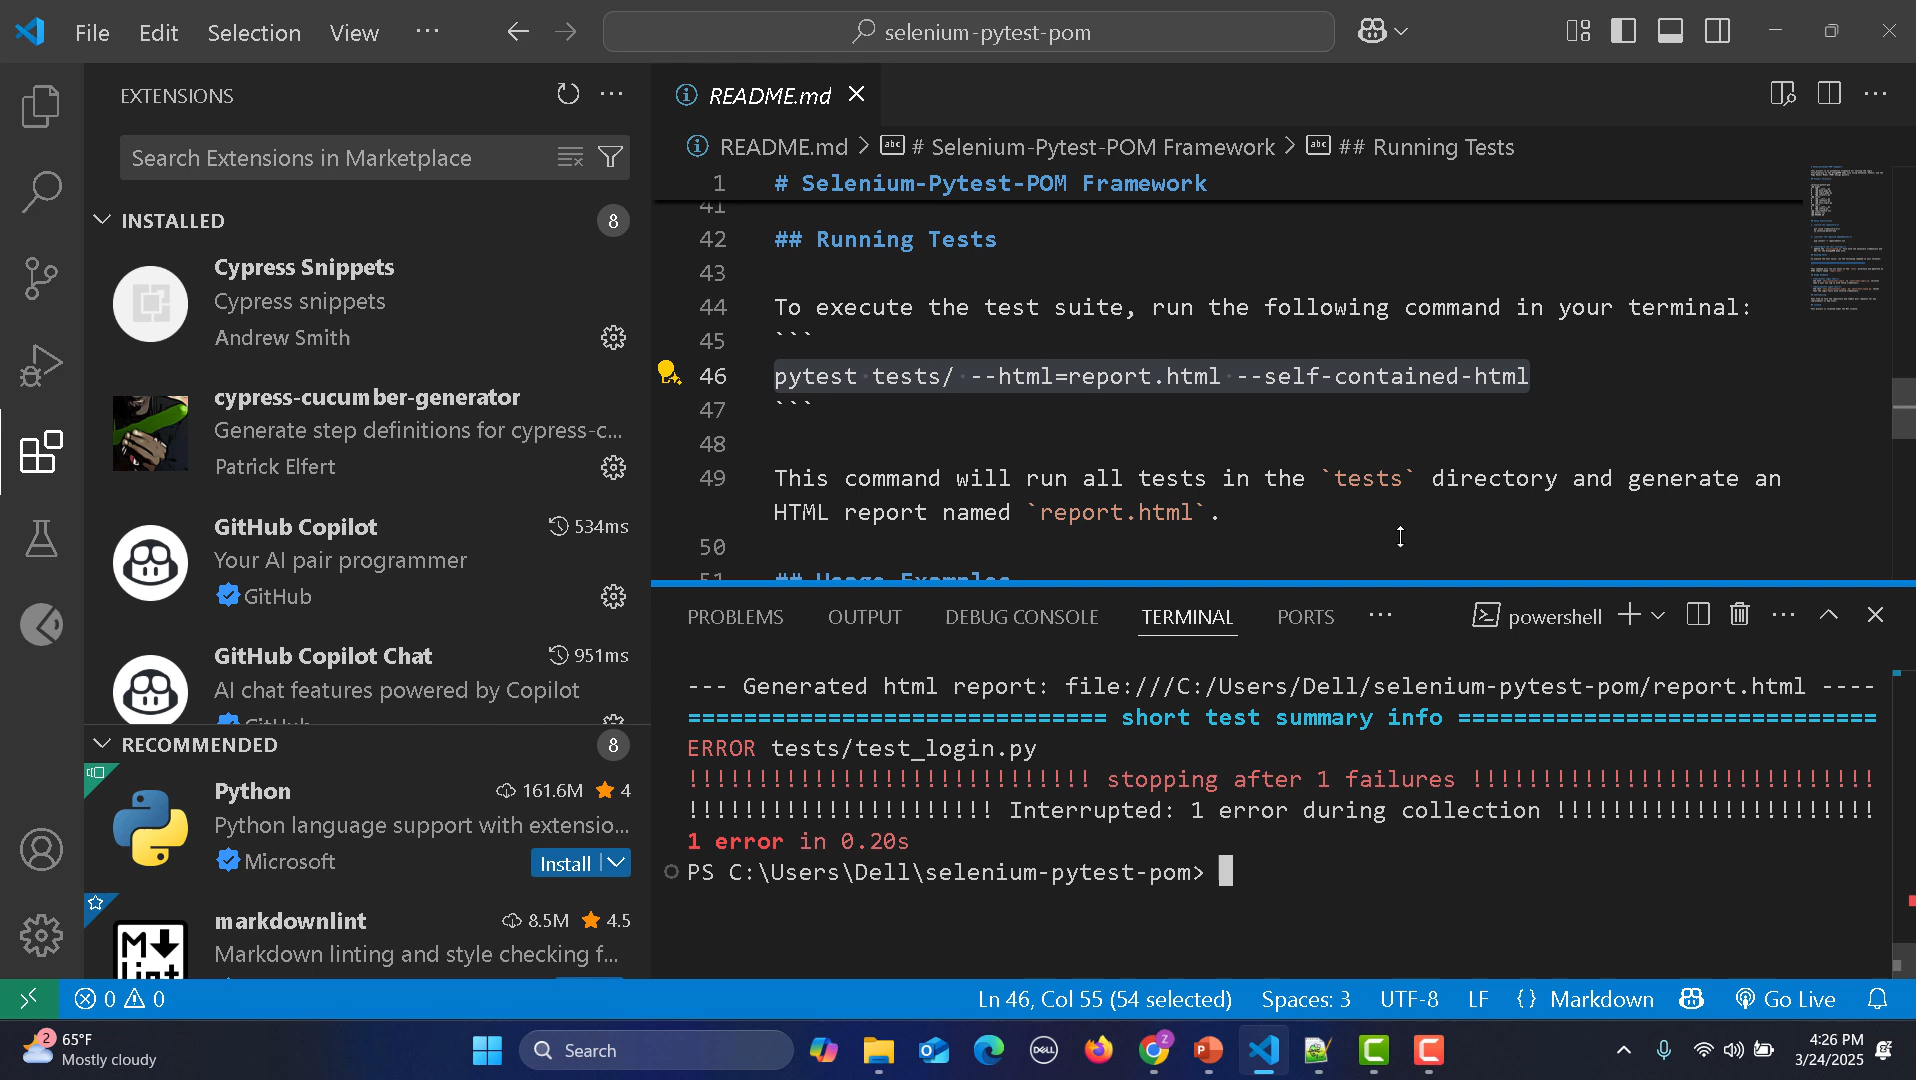 File Edit Selection View ··· selenium-pytest-pom
EXTENSIONS
Search Extensions in Marketplace
INSTALLED 8
Cypress Snippets
Cypress snippets
Andrew Smith
cypress-cucumber-generator
Generate step definitions for cypress-c...
Patrick Elfert
GitHub Copilot 534ms
Your AI pair programmer
GitHub
GitHub Copilot Chat 951ms
AI chat features powered by Copilot
GitHub
RECOMMENDED 8
Python 161.6M 4
Python language support with extensio...
Microsoft Install
markdownlint 8.5M 4.5
Markdown linting and style checking f...
README.md
README.md > # Selenium-Pytest-POM Framework > ## Running Tests
1 # Selenium-Pytest-POM Framework
41
42 ## Running Tests
43
44 To execute the test suite, run the following command in your terminal:
45 ```
46 pytest tests/ --html=report.html --self-contained-html
47 ```
48
49 This command will run all tests in the `tests` directory and generate an
HTML report named `report.html`.
50
51 ## Usage Examples
PROBLEMS OUTPUT DEBUG CONSOLE TERMINAL PORTS ··· powershell
--- Generated html report: file:///C:/Users/Dell/selenium-pytest-pom/report.html ----
============================== short test summary info ==============================
ERROR tests/test_login.py
!!!!!!!!!!!!!!!!!!!!!!!!!!!!! stopping after 1 failures !!!!!!!!!!!!!!!!!!!!!!!!!!!!!
!!!!!!!!!!!!!!!!!!!!!! Interrupted: 1 error during collection !!!!!!!!!!!!!!!!!!!!!!!
1 error in 0.20s
PS C:\Users\Dell\selenium-pytest-pom>
0 0 Ln 46, Col 55 (54 selected) Spaces: 3 UTF-8 LF {} Markdown Go Live
2 65°F
Mostly cloudy
Search
DELL
4:26 PM
3/24/2025